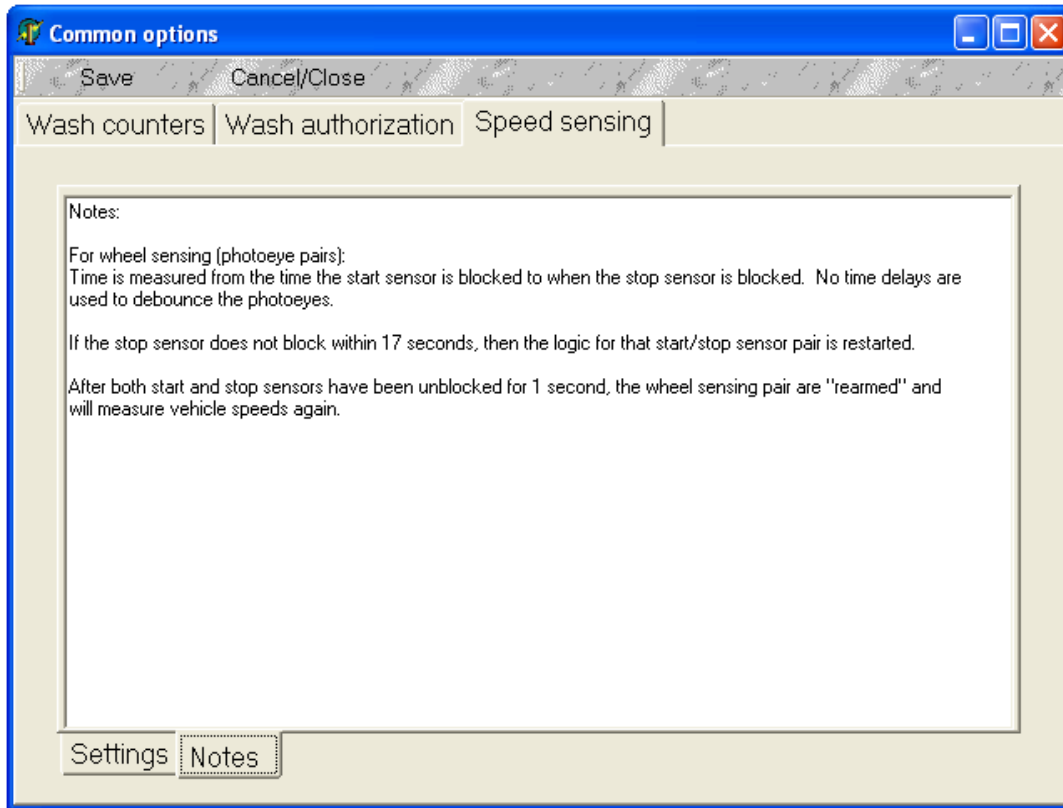 Common options
Save Cancel/Close
Wash counters Wash authorization Speed sensing
Notes:
For wheel sensing (photoeye pairs):
Time is measured from the time the start sensor is blocked to when the stop sensor is blocked.  No time delays are
used to debounce the photoeyes.
If the stop sensor does not block within 17 seconds, then the logic for that start/stop sensor pair is restarted.
After both start and stop sensors have been unblocked for 1 second, the wheel sensing pair are "rearmed" and
will measure vehicle speeds again.
Settings Notes